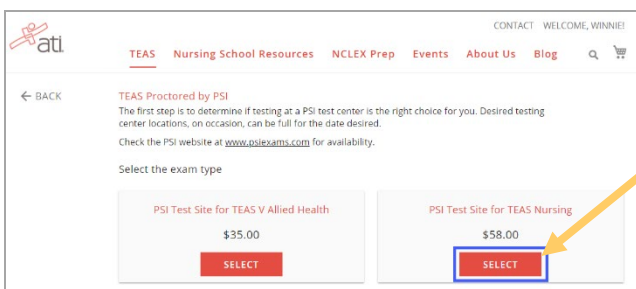 CONTACT WELCOME, WINNIE!
ati
TEAS Nursing School Resources NCLEX Prep Events About Us Blog
← BACK
TEAS Proctored by PSI
The first step is to determine if testing at a PSI test center is the right choice for you. Desired testing
center locations, on occasion, can be full for the date desired.
Check the PSI website at www.psiexams.com for availability.
Select the exam type
PSI Test Site for TEAS V Allied Health
$35.00
SELECT
PSI Test Site for TEAS Nursing
$58.00
SELECT